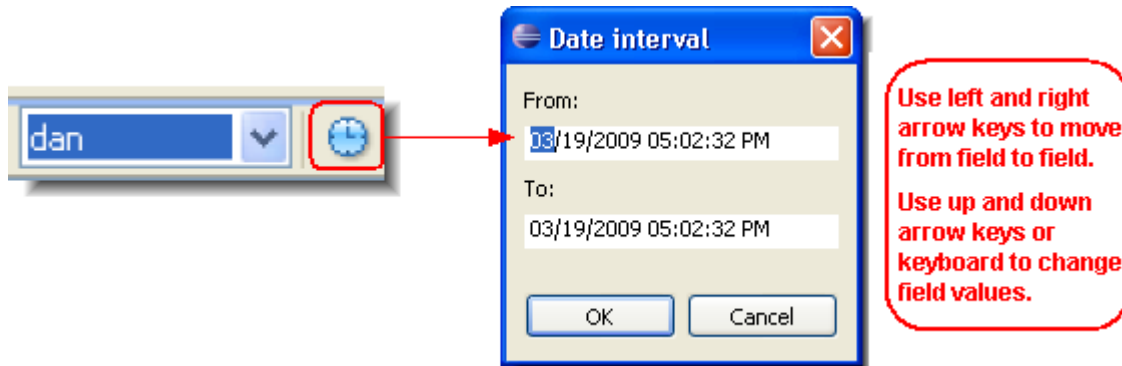 dan
Date interval
From:
03/19/2009 05:02:32 PM
To:
03/19/2009 05:02:32 PM
OK
Cancel
Use left and right
arrow keys to move
from field to field.
Use up and down
arrow keys or
keyboard to change
field values.